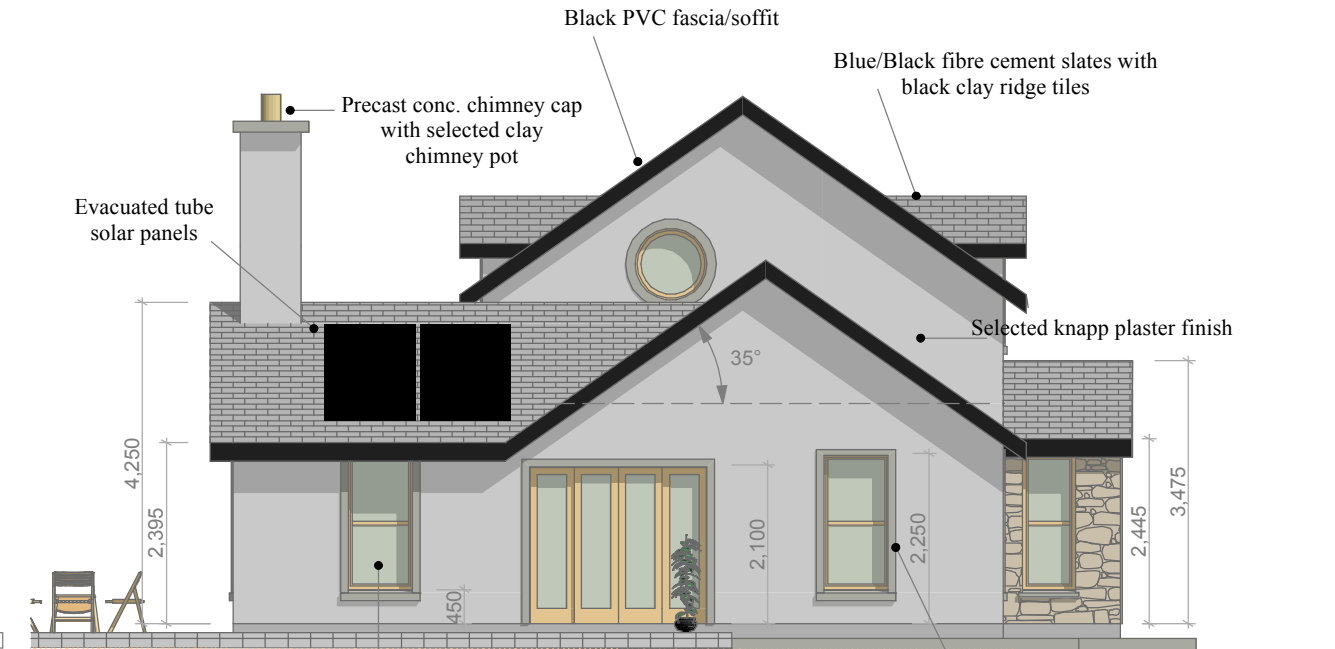 Black PVC fascia/soffit
Blue/Black fibre cement slates with
black clay ridge tiles
Precast conc. chimney cap
with selected clay
chimney pot
Evacuated tube
solar panels
Selected knapp plaster finish
35°
4,250
2,395
450
2,100
2,250
2,445
3,475